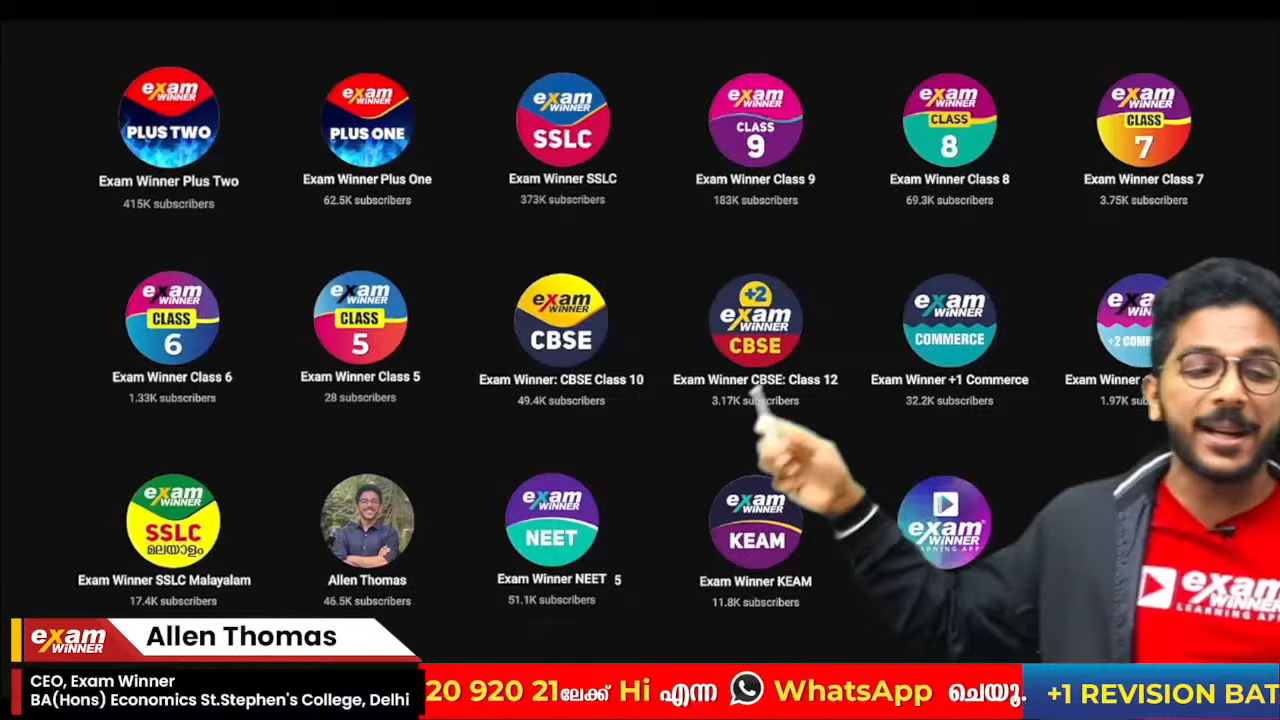 exam WiNNER PLUS TWO
exam WiNNER PLUS ONE
exam WiNNER SSLC
exam WiNNER CLASS 9
exam WiNNER CLASS 8
exam WiNNER CLASS 7
Exam Winner Plus Two
Exam Winner Plus One
Exam Winner SSLC
Exam Winner Class 9
Exam Winner Class 8
Exam Winner Class 7
415K subscribers
62.5K subscribers
373K subscribers
183K subscribers
69.3K subscribers
3.75K subscribers
exam WiNNER CLASS 6
exam WiNNER CLASS 5
exam WiNNER CBSE
+2 exam WiNNER CBSE
exam WiNNER COMMERCE
Exam Winner Class 6
Exam Winner Class 5
Exam Winner: CBSE Class 10
Exam Winner CBSE: Class 12
Exam Winner +1 Commerce
Exam Winner
1.33K subscribers
28 subscribers
49.4K subscribers
3.17K subscribers
32.2K subscribers
1.97K
exam WiNNER SSLC മലയാളം
exam WiNNER NEET
exam WiNNER KEAM
exam WiNNER
Exam Winner SSLC Malayalam
Allen Thomas
Exam Winner NEET 5
Exam Winner KEAM
17.4K subscribers
46.5K subscribers
51.1K subscribers
11.8K subscribers
exam WiNNER
LEARNING
exam WiNNER
Allen Thomas
CEO, Exam Winner
BA(Hons) Economics St.Stephen's College, Delhi
20 920 21ലേക്ക് Hi എന്ന WhatsApp ചെയൂ.
+1 REVISION BAT